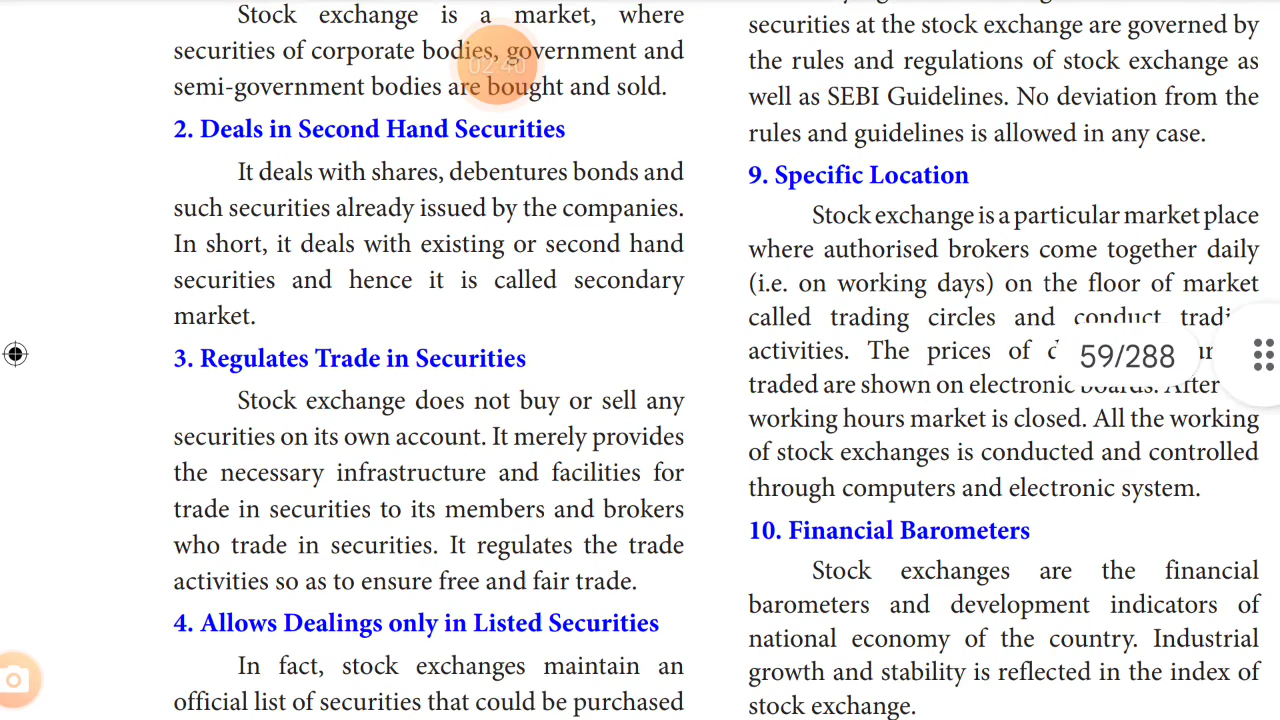 Stock exchange is a market, where
securities of corporate bodies, government and
semi-government bodies are bought and sold.
2. Deals in Second Hand Securities
It deals with shares, debentures bonds and
such securities already issued by the companies.
In short, it deals with existing or second hand
securities and hence it is called secondary
market.
3. Regulates Trade in Securities
Stock exchange does not buy or sell any
securities on its own account. It merely provides
the necessary infrastructure and facilities for
trade in securities to its members and brokers
who trade in securities. It regulates the trade
activities so as to ensure free and fair trade.
4. Allows Dealings only in Listed Securities
In fact, stock exchanges maintain an
official list of securities that could be purchased
securities at the stock exchange are governed by
the rules and regulations of stock exchange as
well as SEBI Guidelines. No deviation from the
rules and guidelines is allowed in any case.
9. Specific Location
Stock exchange is a particular market place
where authorised brokers come together daily
(i.e. on working days) on the floor of market
called trading circles and conduct
activities. The prices of
traded are shown on electronic boards. After
working hours market is closed. All the working
of stock exchanges is conducted and controlled
through computers and electronic system.
10. Financial Barometers
Stock exchanges are the financial
barometers and development indicators of
national economy of the country. Industrial
growth and stability is reflected in the index of
stock exchange.
02:40
59/288